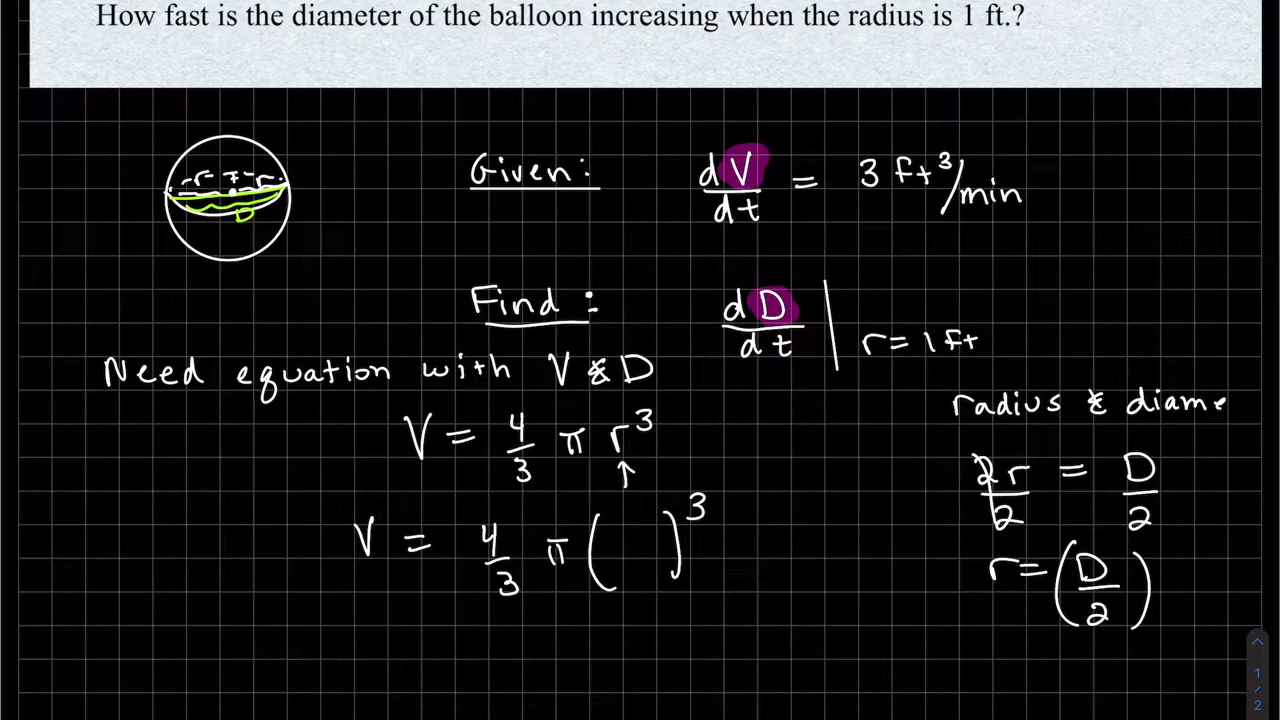 How fast is the diameter of the balloon increasing when the radius is 1 ft.?
r r
D
Given: dV/dt = 3 ft³/min
Find: dD/dt | r = 1 ft
Need equation with V & D
radius & diame
V = 4/3 π r³
2r/2 = D/2
V = 4/3 π ( )³
r = (D/2)
1/2